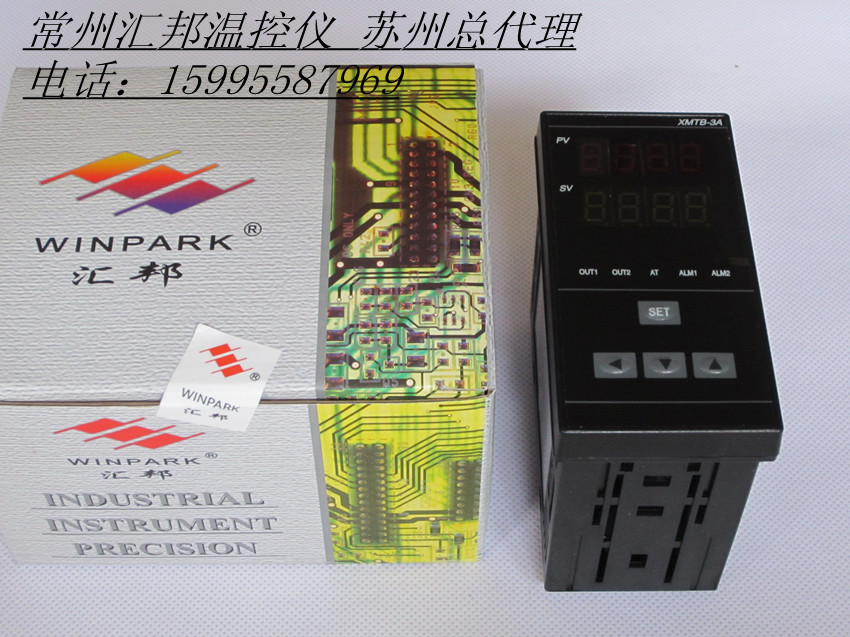 常州汇邦温控仪 苏州总代理
电话：15995587969
WINPARK®
汇邦
WINPARK®
汇邦
WINPARK®
汇邦
INDUSTRIAL
INSTRUMENT
PRECISION
XMTB-3A
PV
SV
OUT1 OUT2 AT ALM1 ALM2
SET